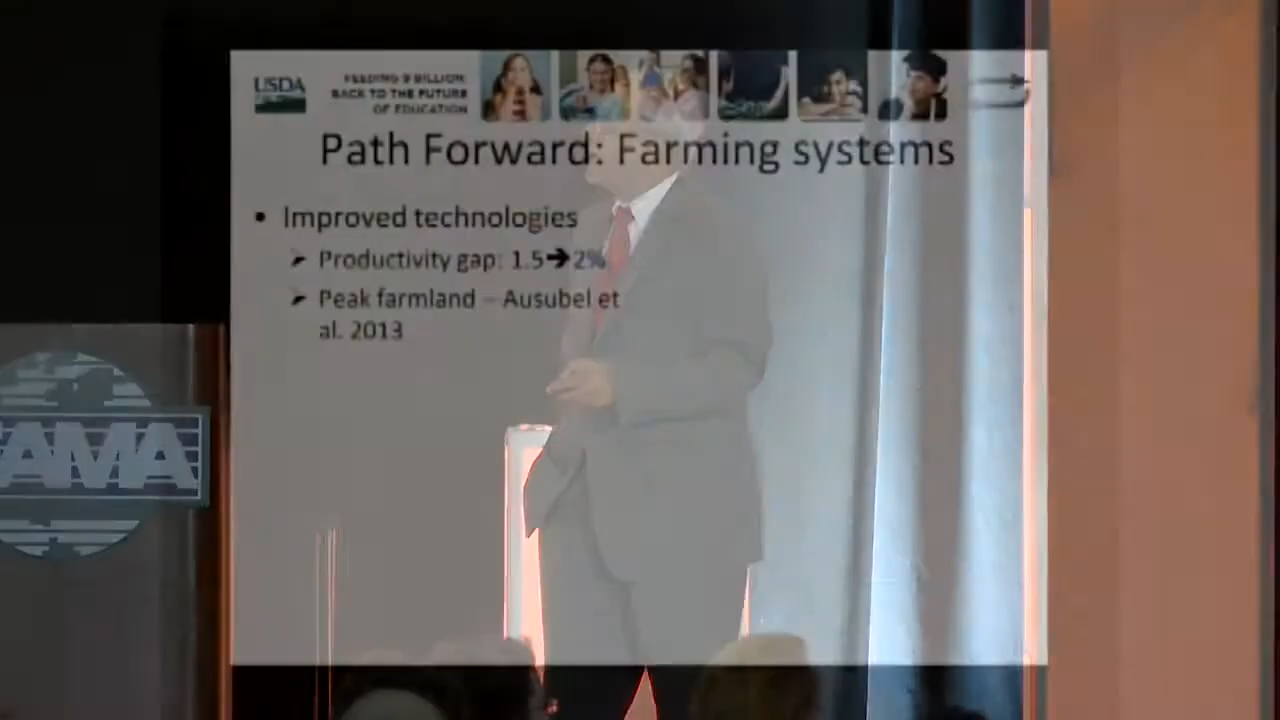 USDA
FEEDING 9 BILLION
BACK TO THE FUTURE
OF EDUCATION
Path Forward: Farming systems
• Improved technologies
➢ Productivity gap: 1.5➔2%
➢ Peak farmland – Ausubel et
al. 2013
AMA